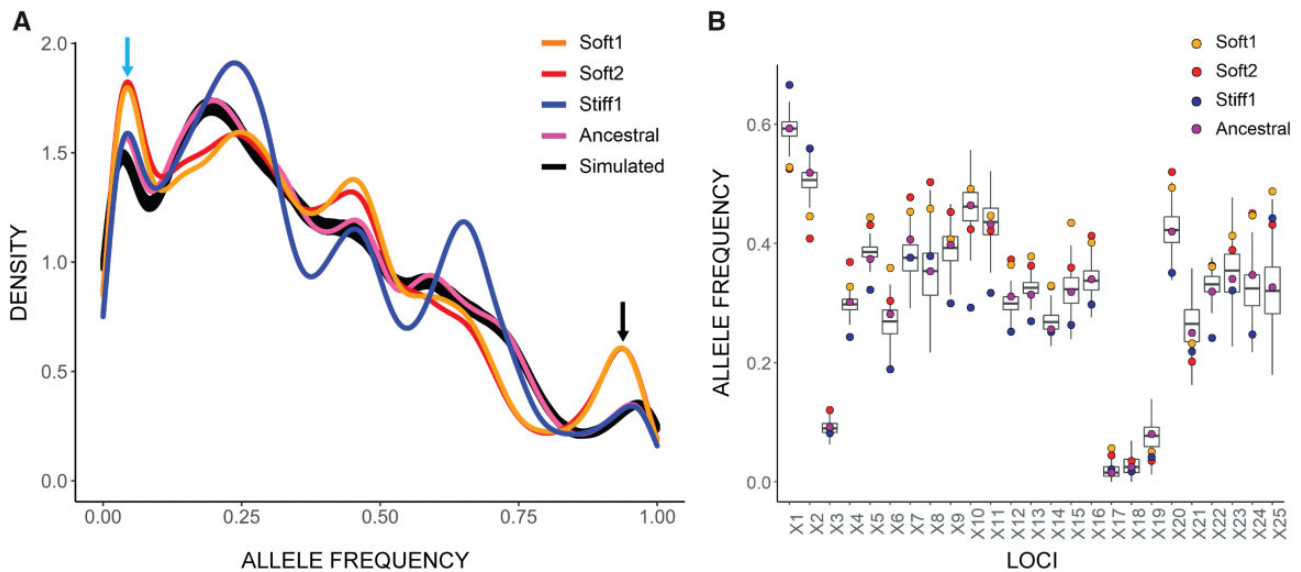 A
2.0
1.5
1.0
0.5
0.0
DENSITY
0.00
0.25
0.50
0.75
1.00
ALLELE FREQUENCY
Soft1
Soft2
Stiff1
Ancestral
Simulated
B
Soft1
Soft2
Stiff1
Ancestral
0.6
0.4
0.2
0.0
ALLELE FREQUENCY
X1
X2
X3
X4
X5
X6
X7
X8
X9
X10
X11
X12
X13
X14
X15
X16
X17
X18
X19
X20
X21
X22
X23
X24
X25
LOCI